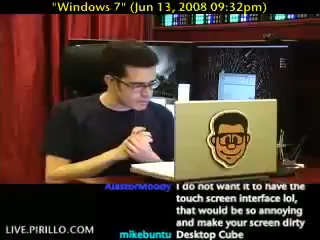 "Windows 7" (Jun 13, 2008 09:32pm)
AlastorMoody I do not want it to have the
touch screen interface lol,
that would be so annoying
and make your screen dirty
LIVE.PIRILLO.COM mikebuntu Desktop Cube